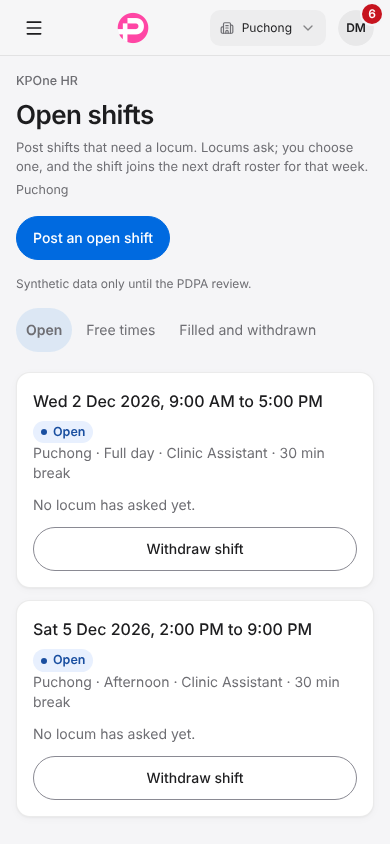 Puchong
DM
6
KPOne HR
Open shifts
Post shifts that need a locum. Locums ask; you choose
one, and the shift joins the next draft roster for that week.
Puchong
Post an open shift
Synthetic data only until the PDPA review.
Open
Free times
Filled and withdrawn
Wed 2 Dec 2026, 9:00 AM to 5:00 PM
Open
Puchong · Full day · Clinic Assistant · 30 min
break
No locum has asked yet.
Withdraw shift
Sat 5 Dec 2026, 2:00 PM to 9:00 PM
Open
Puchong · Afternoon · Clinic Assistant · 30 min
break
No locum has asked yet.
Withdraw shift